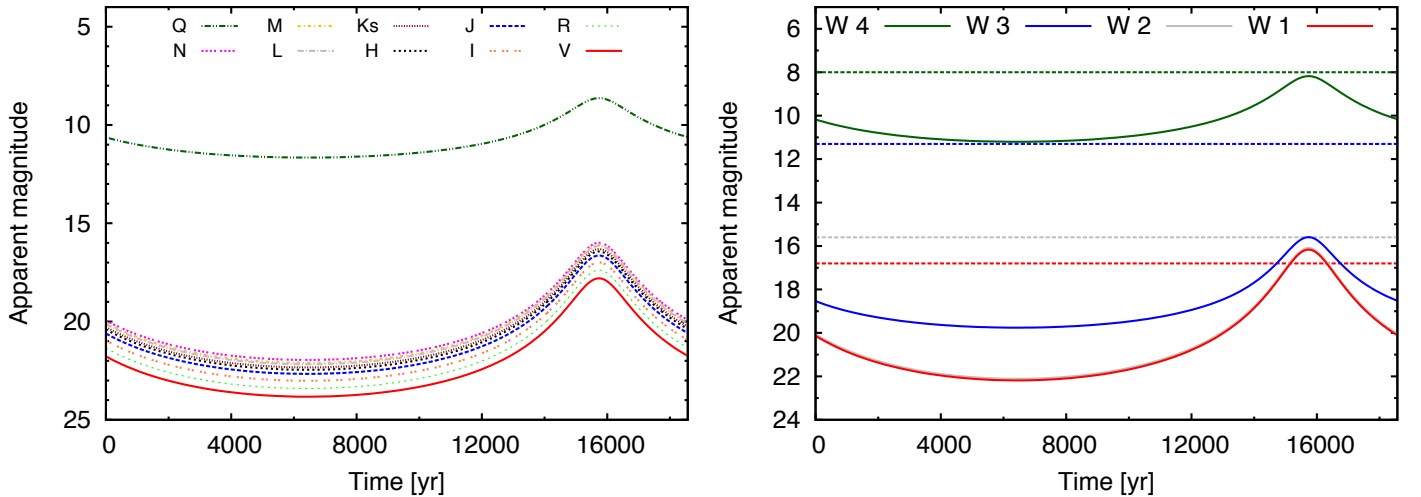 Q M Ks J R
N L H I V
5
10
15
20
25
Apparent magnitude
0 4000 8000 12000 16000
Time [yr]
W 4 W 3 W 2 W 1
6
8
10
12
14
16
18
20
22
24
Apparent magnitude
0 4000 8000 12000 16000
Time [yr]